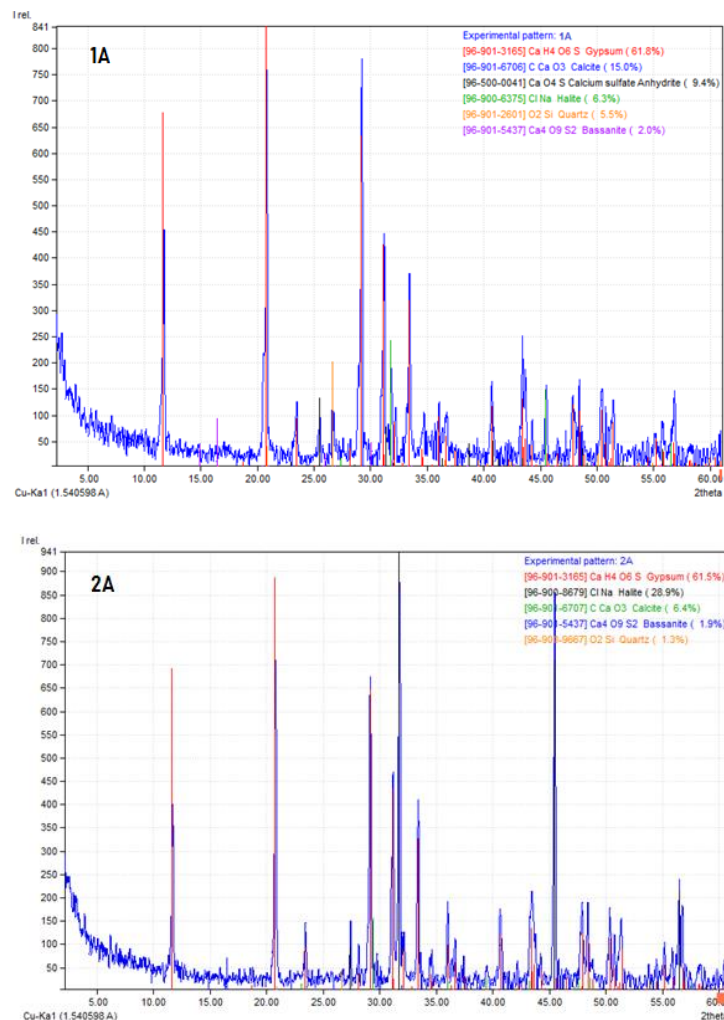 I rel.
841
1A
Experimental pattern: 1A
[96-901-3165] Ca H4 O6 S Gypsum ( 61.8%)
[96-901-6706] C Ca O3 Calcite ( 15.0%)
[96-500-0041] Ca O4 S Calcium sulfate Anhydrite ( 9.4%)
[96-900-6375] Cl Na Halite ( 6.3%)
[96-901-2601] O2 Si Quartz ( 5.5%)
[96-901-5437] Ca4 O9 S2 Bassanite ( 2.0%)
800
750
700
650
600
550
500
450
400
350
300
250
200
150
100
50
5.00 10.00 15.00 20.00 25.00 30.00 35.00 40.00 45.00 50.00 55.00 60.00
Cu-Ka1 (1.540598 A) 2theta
I rel.
941
2A
Experimental pattern: 2A
[96-901-3165] Ca H4 O6 S Gypsum ( 61.5%)
[96-900-8679] Cl Na Halite ( 28.9%)
[96-901-6707] C Ca O3 Calcite ( 6.4%)
[96-901-5437] Ca4 O9 S2 Bassanite ( 1.9%)
O2 Si Quartz ( 1.3%)
900
850
800
750
700
650
600
550
500
450
400
350
300
250
200
150
100
50
5.00 10.00 15.00 20.00 25.00 30.00 35.00 40.00 45.00 50.00 55.00 60.00
Cu-Ka1 (1.540598 A) 2theta